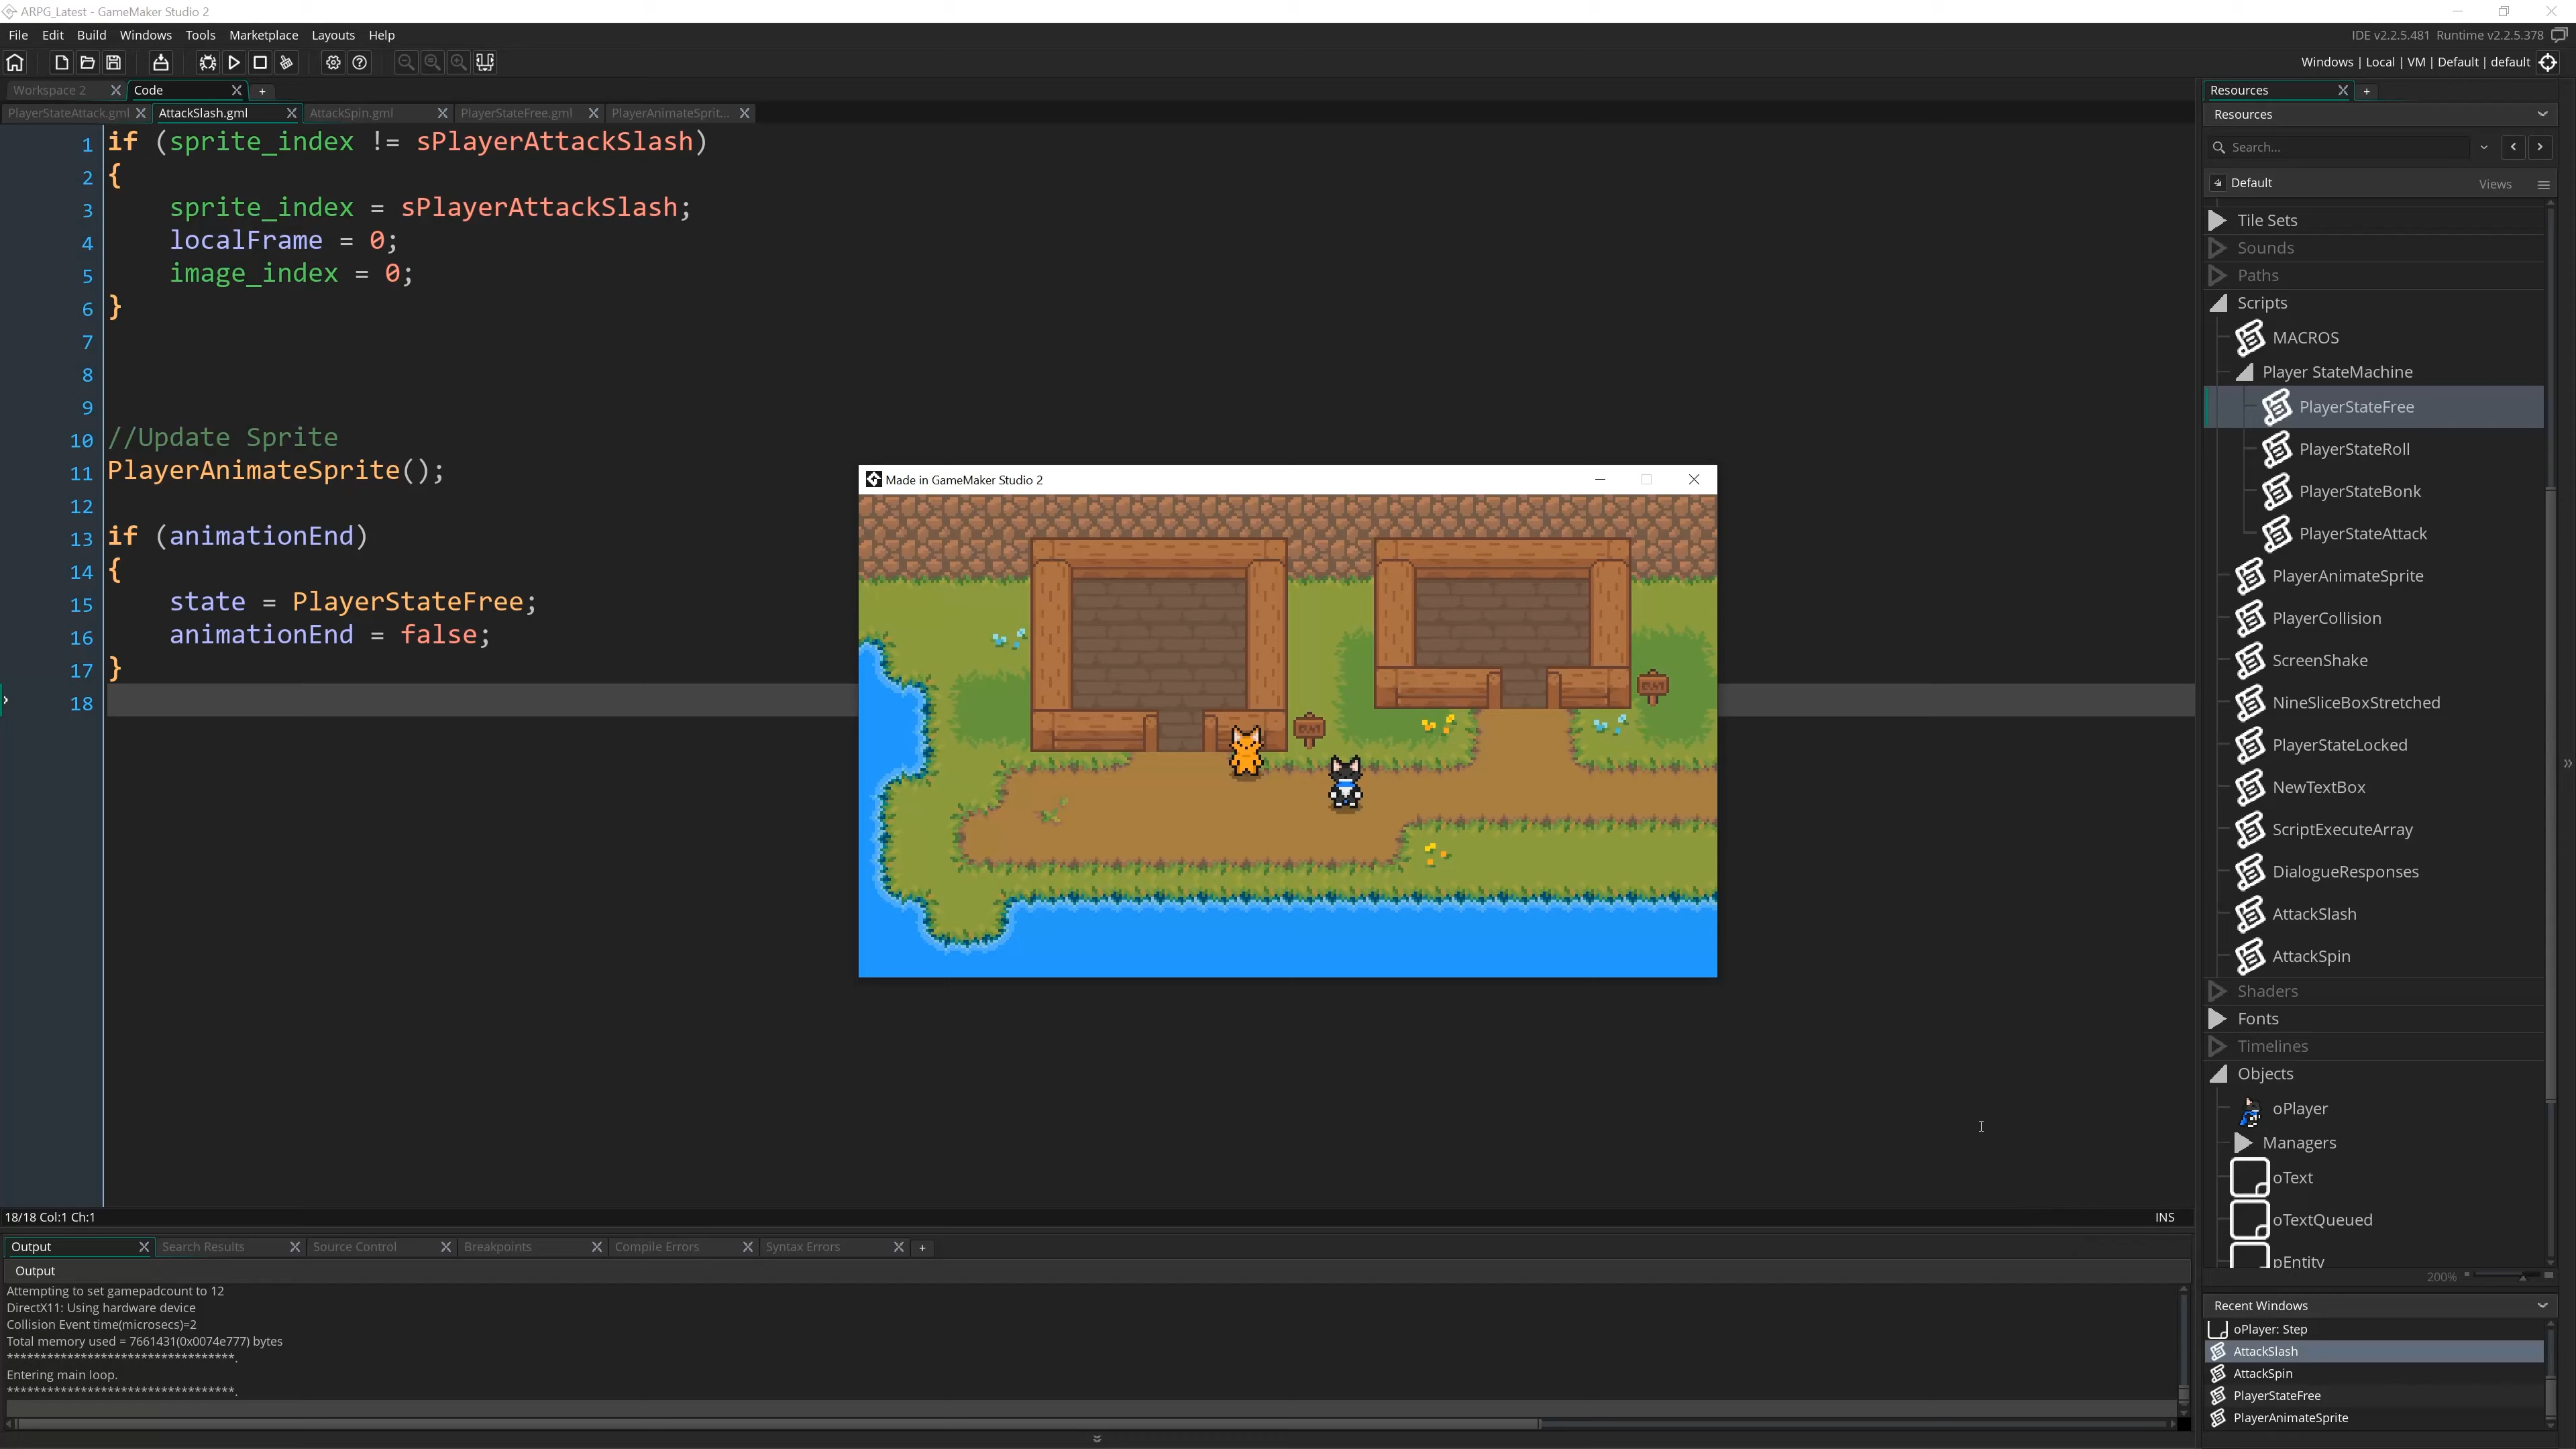 ARPG_Latest - GameMaker Studio 2
File Edit Build Windows Tools Marketplace Layouts Help
IDE v2.2.5.481 Runtime v2.2.5.378
Windows | Local | VM | Default | default
Workspace 2
Code
PlayerStateAttack.gml
AttackSlash.gml
AttackSpin.gml
PlayerStateFree.gml
PlayerAnimateSprit...
1 if (sprite_index != sPlayerAttackSlash)
2 {
3 sprite_index = sPlayerAttackSlash;
4 localFrame = 0;
5 image_index = 0;
6 }
7
8
9
10 //Update Sprite
11 PlayerAnimateSprite();
12
13 if (animationEnd)
14 {
15 state = PlayerStateFree;
16 animationEnd = false;
17 }
18
Made in GameMaker Studio 2
18/18 Col:1 Ch:1
INS
Output
Search Results
Source Control
Breakpoints
Compile Errors
Syntax Errors
Output
Attempting to set gamepadcount to 12
DirectX11: Using hardware device
Collision Event time(microsecs)=2
Total memory used = 7661431(0x0074e777) bytes
**********************************.
Entering main loop.
**********************************.
Resources
Resources
Search...
Default
Views
Tile Sets
Sounds
Paths
Scripts
MACROS
Player StateMachine
PlayerStateFree
PlayerStateRoll
PlayerStateBonk
PlayerStateAttack
PlayerAnimateSprite
PlayerCollision
ScreenShake
NineSliceBoxStretched
PlayerStateLocked
NewTextBox
ScriptExecuteArray
DialogueResponses
AttackSlash
AttackSpin
Shaders
Fonts
Timelines
Objects
oPlayer
Managers
oText
oTextQueued
pEntity
200%
Recent Windows
oPlayer: Step
AttackSlash
AttackSpin
PlayerStateFree
PlayerAnimateSprite